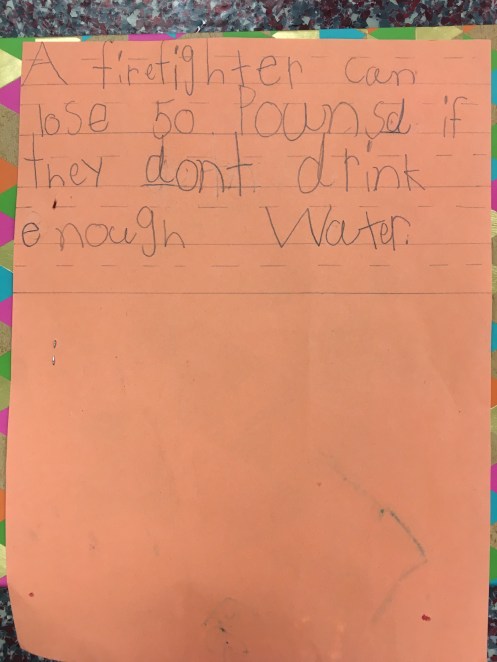 A firefighter can
lose 50 Pounsd if
they dont drink
enough Water.